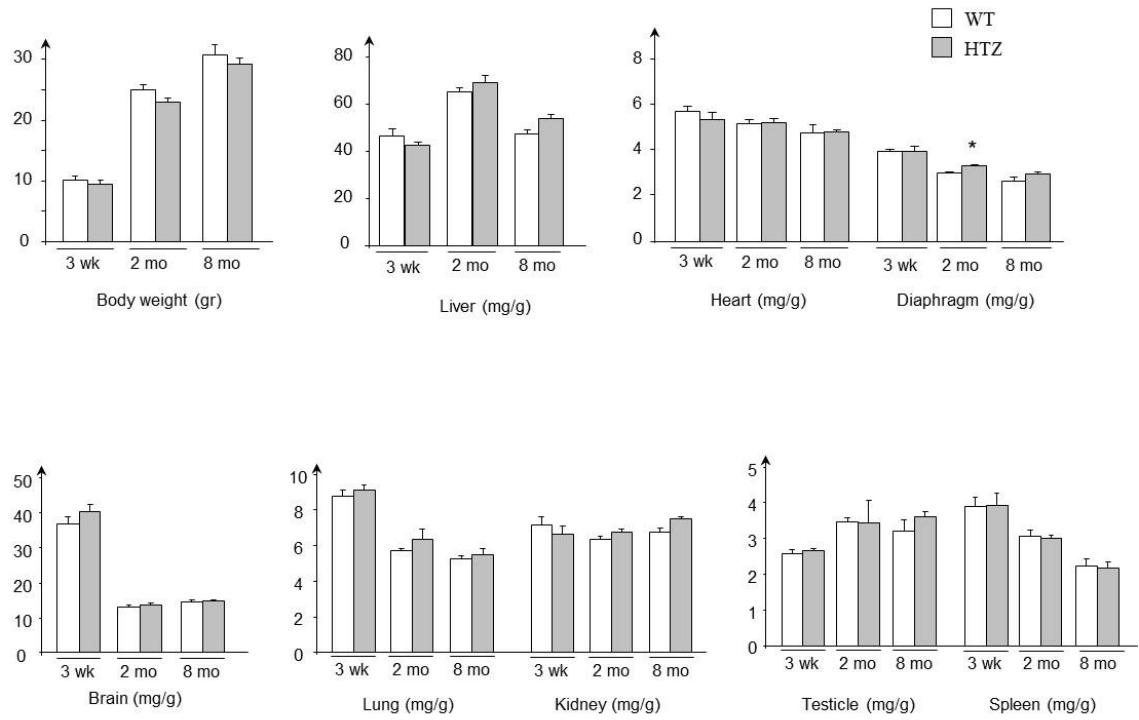 WT
HTZ
30
20
10
0
3 wk 2 mo 8 mo
Body weight (gr)
80
60
40
20
0
3 wk 2 mo 8 mo
Liver (mg/g)
8
6
4
2
0
*
3 wk 2 mo 8 mo 3 wk 2 mo 8 mo
Heart (mg/g) Diaphragm (mg/g)
50
40
30
20
10
0
3 wk 2 mo 8 mo
Brain (mg/g)
10
8
6
4
2
0
3 wk 2 mo 8 mo 3 wk 2 mo 8 mo
Lung (mg/g) Kidney (mg/g)
5
4
3
2
1
0
3 wk 2 mo 8 mo 3 wk 2 mo 8 mo
Testicle (mg/g) Spleen (mg/g)